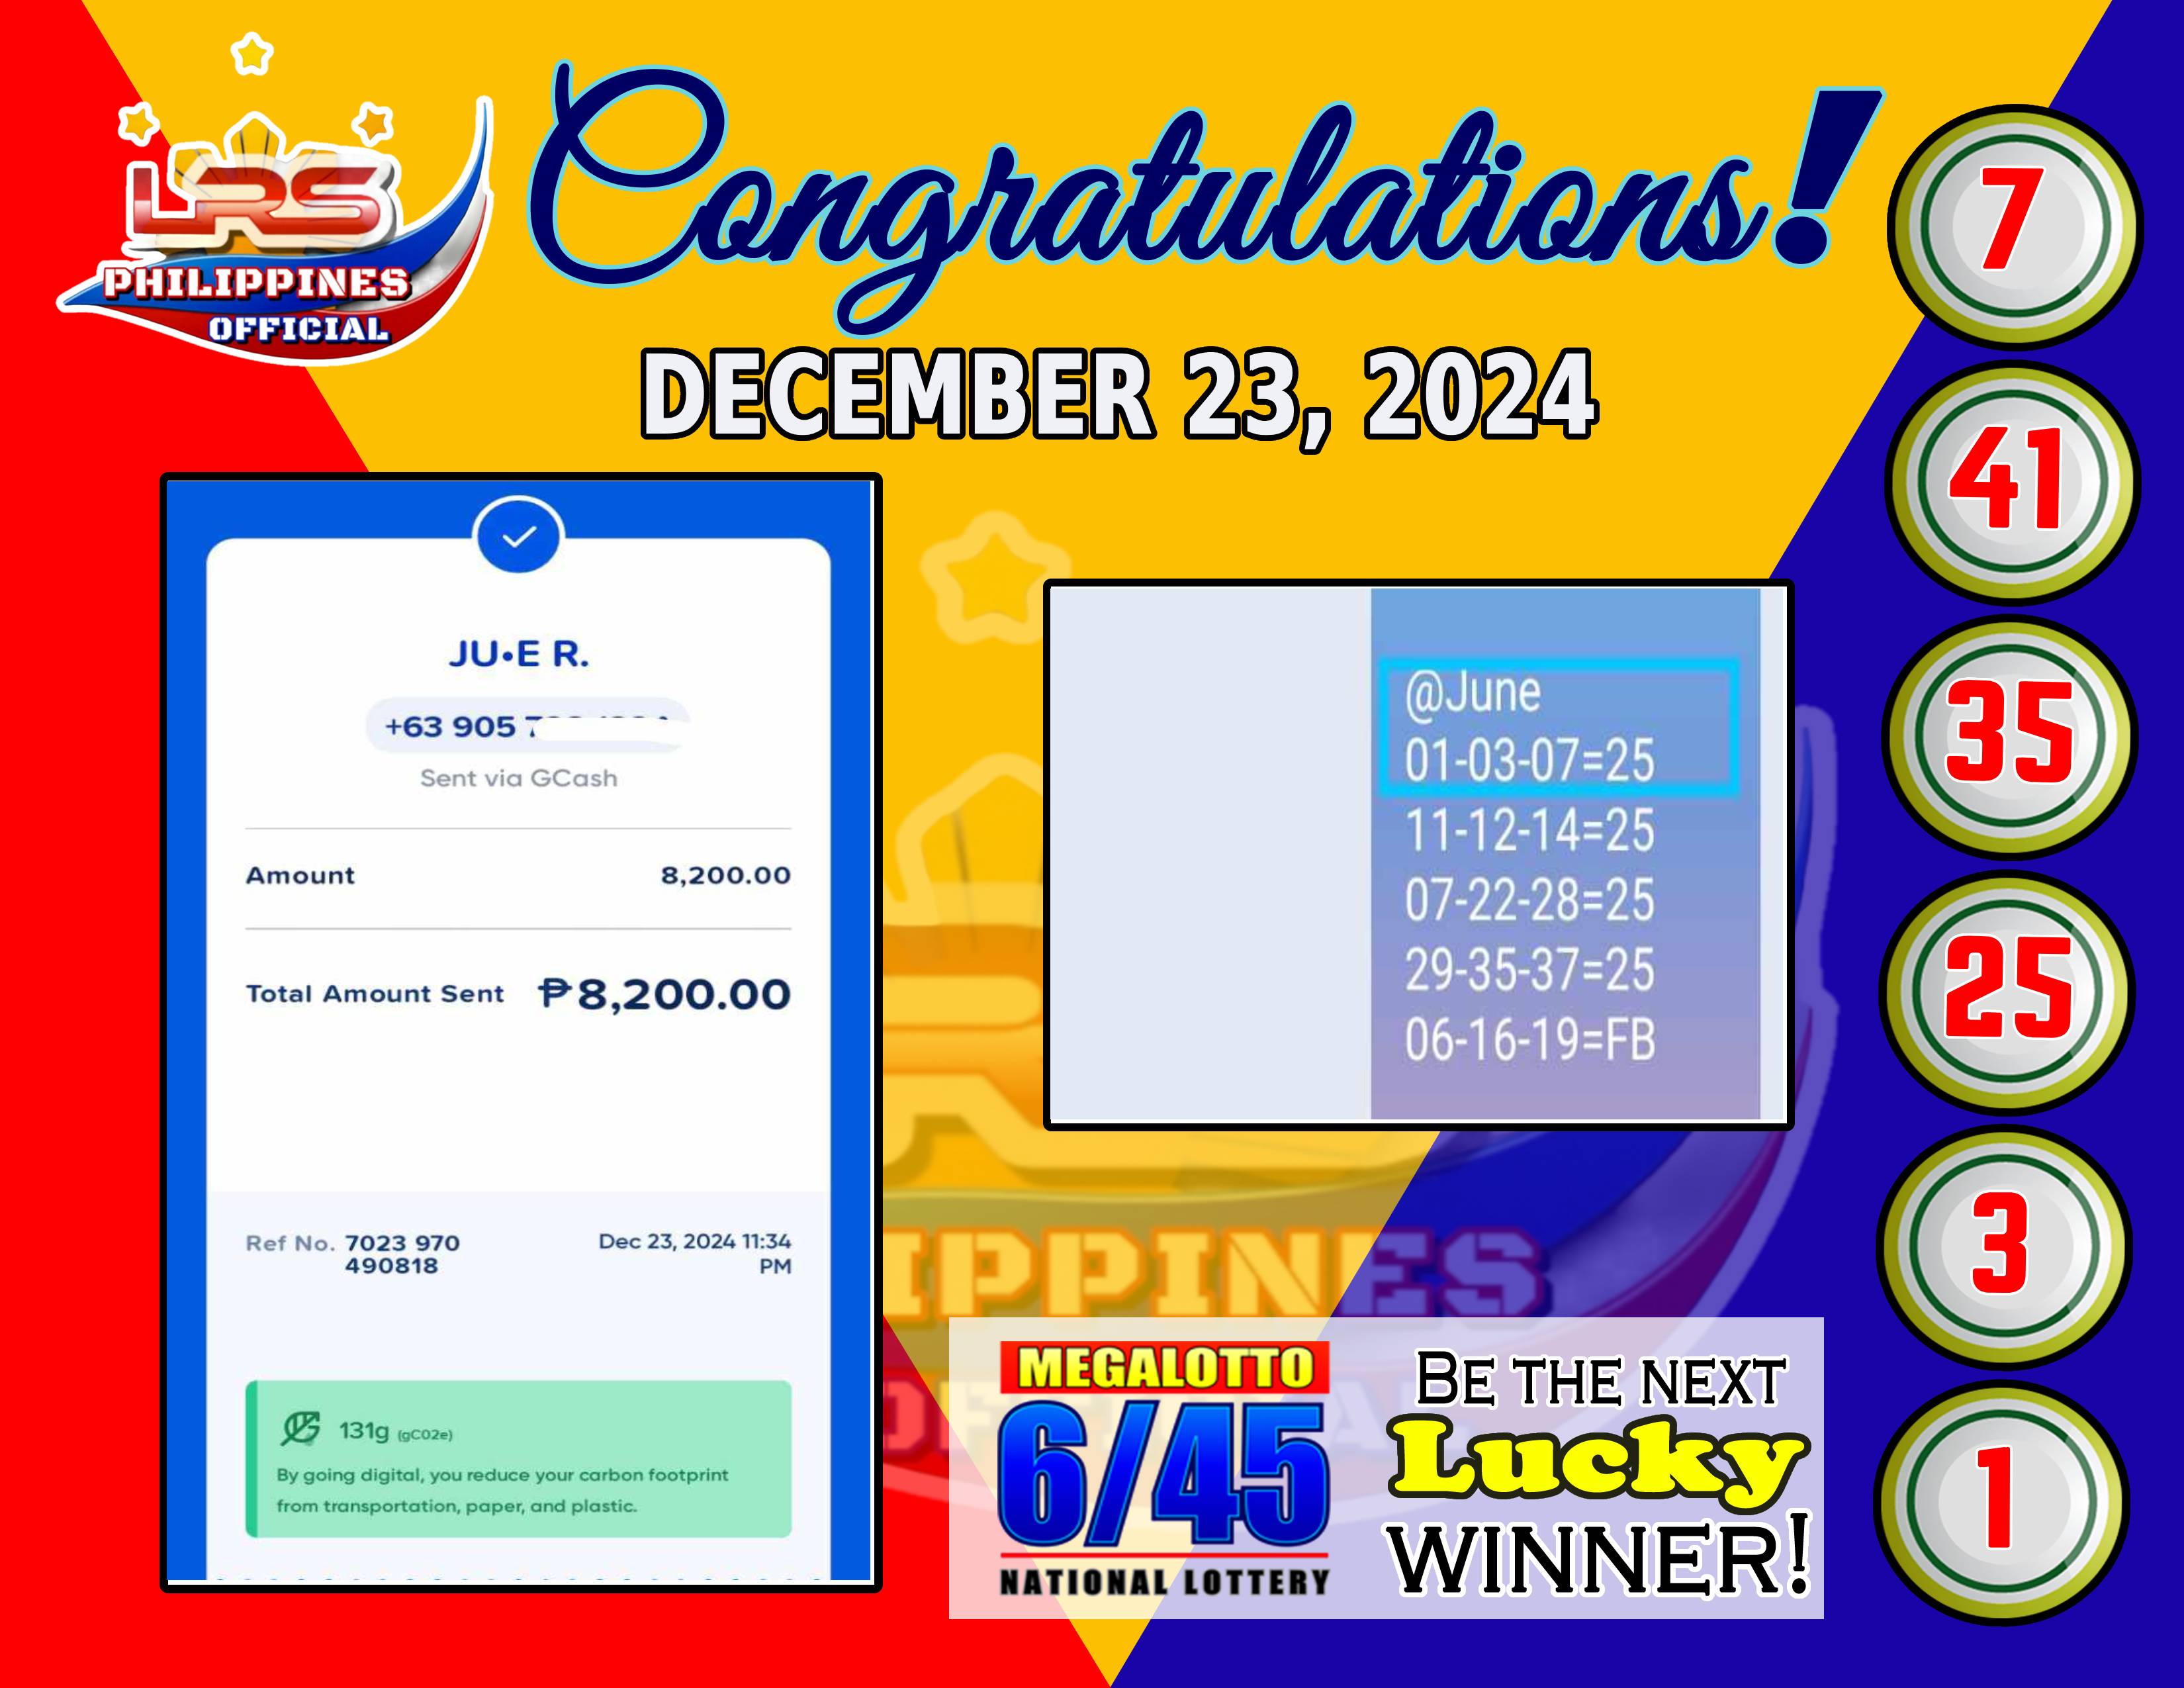 LRS
PHILIPPINES
OFFICIAL
Congratulations!
DECEMBER 23, 2024
JU•E R.
+63 905 7
Sent via GCash
Amount 8,200.00
Total Amount Sent ₱8,200.00
Ref No. 7023 970
490818
Dec 23, 2024 11:34
PM
131g (gCO2e)
By going digital, you reduce your carbon footprint
from transportation, paper, and plastic.
@June
01-03-07=25
11-12-14=25
07-22-28=25
29-35-37=25
06-16-19=FB
IPPINES
MEGALOTTO
6/45
NATIONAL LOTTERY
BE THE NEXT
Lucky
WINNER!
7
41
35
25
3
1